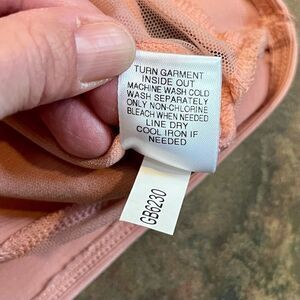 TURN GARMENT
INSIDE OUT
MACHINE WASH COLD
WASH SEPARATELY
ONLY NON-CHLORINE
BLEACH WHEN NEEDED
LINE DRY
COOL IRON IF
NEEDED
GB6230